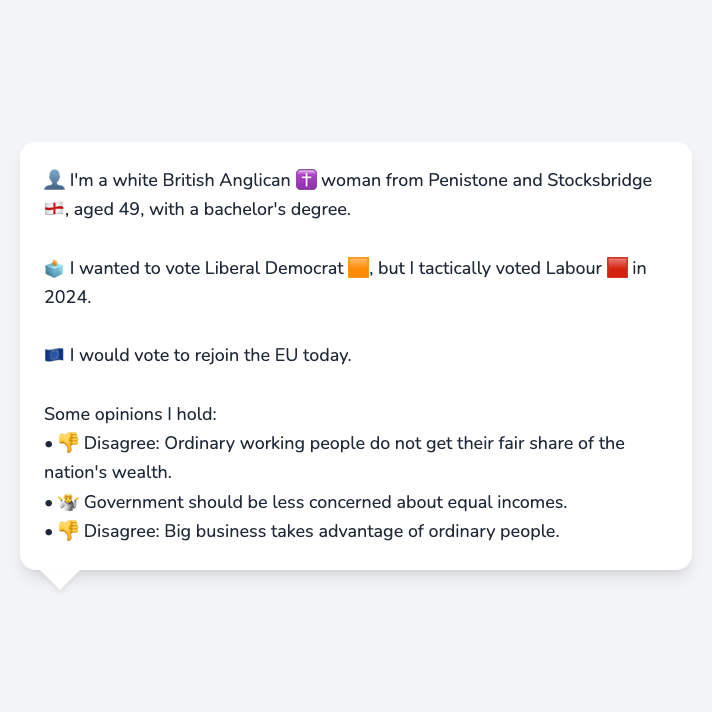 👤 I'm a white British Anglican ✝️ woman from Penistone and Stocksbridge
🏴󠁧󠁢󠁥󠁮󠁧󠁿, aged 49, with a bachelor's degree.
🗳️ I wanted to vote Liberal Democrat 🟧, but I tactically voted Labour 🟥 in
2024.
🇪🇺 I would vote to rejoin the EU today.
Some opinions I hold:
• 👎 Disagree: Ordinary working people do not get their fair share of the
nation's wealth.
• 🤷 Government should be less concerned about equal incomes.
• 👎 Disagree: Big business takes advantage of ordinary people.